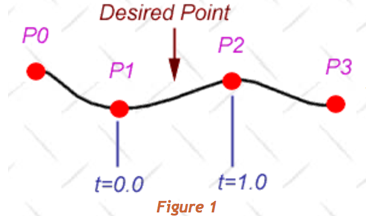 Desired Point
P0
P1
P2
P3
t=0.0
t=1.0
Figure 1